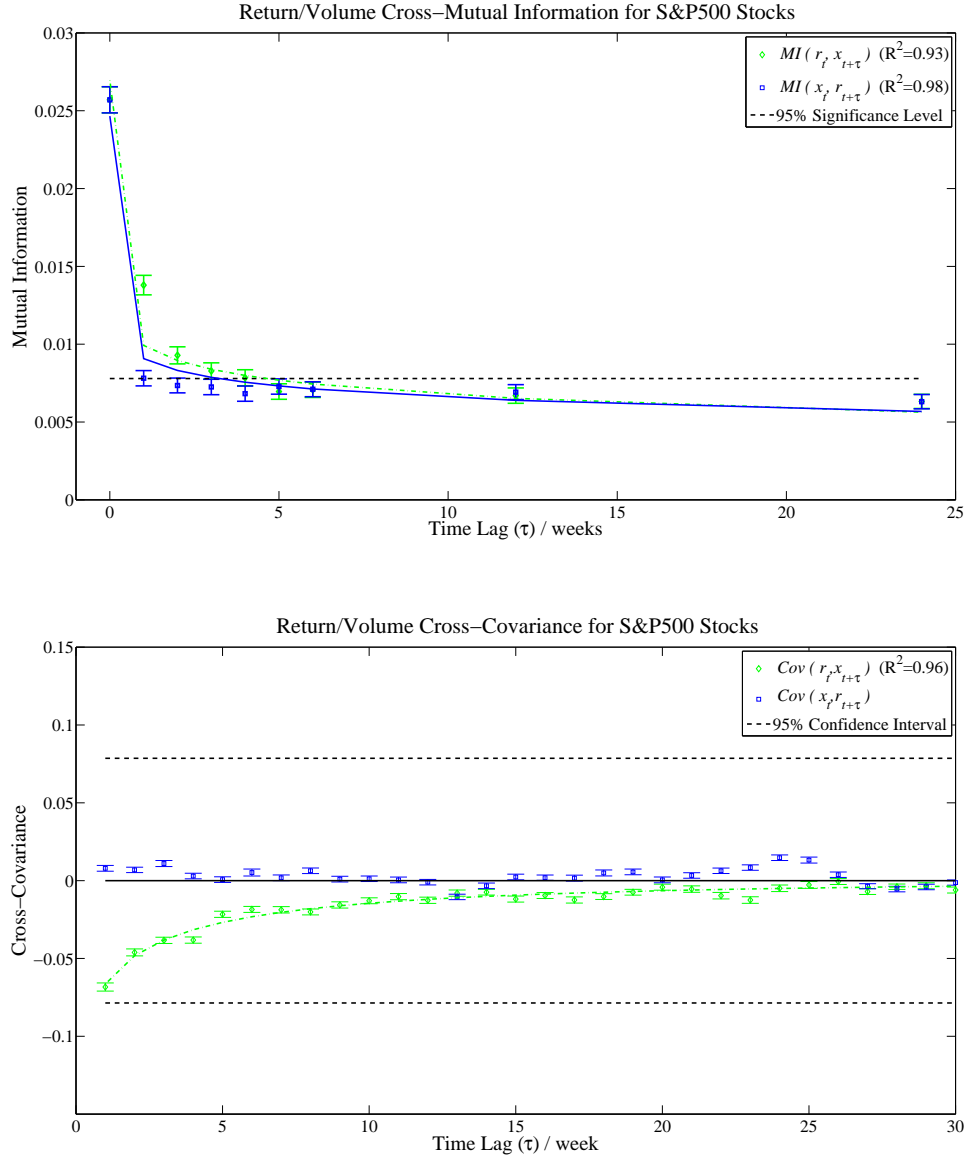 Return/Volume Cross−Mutual Information for S&P500 Stocks
0.03
0.025
0.02
0.015
0.01
0.005
0
Mutual Information
MI( r_t, x_{t+τ} ) (R²=0.93)
MI( x_t, r_{t+τ} ) (R²=0.98)
95% Significance Level
0 5 10 15 20 25
Time Lag (τ) / weeks
Return/Volume Cross−Covariance for S&P500 Stocks
0.15
0.1
0.05
0
−0.05
−0.1
Cross−Covariance
Cov( r_t, x_{t+τ} ) (R²=0.96)
Cov( x_t, r_{t+τ} )
95% Confidence Interval
0 5 10 15 20 25 30
Time Lag (τ) / week